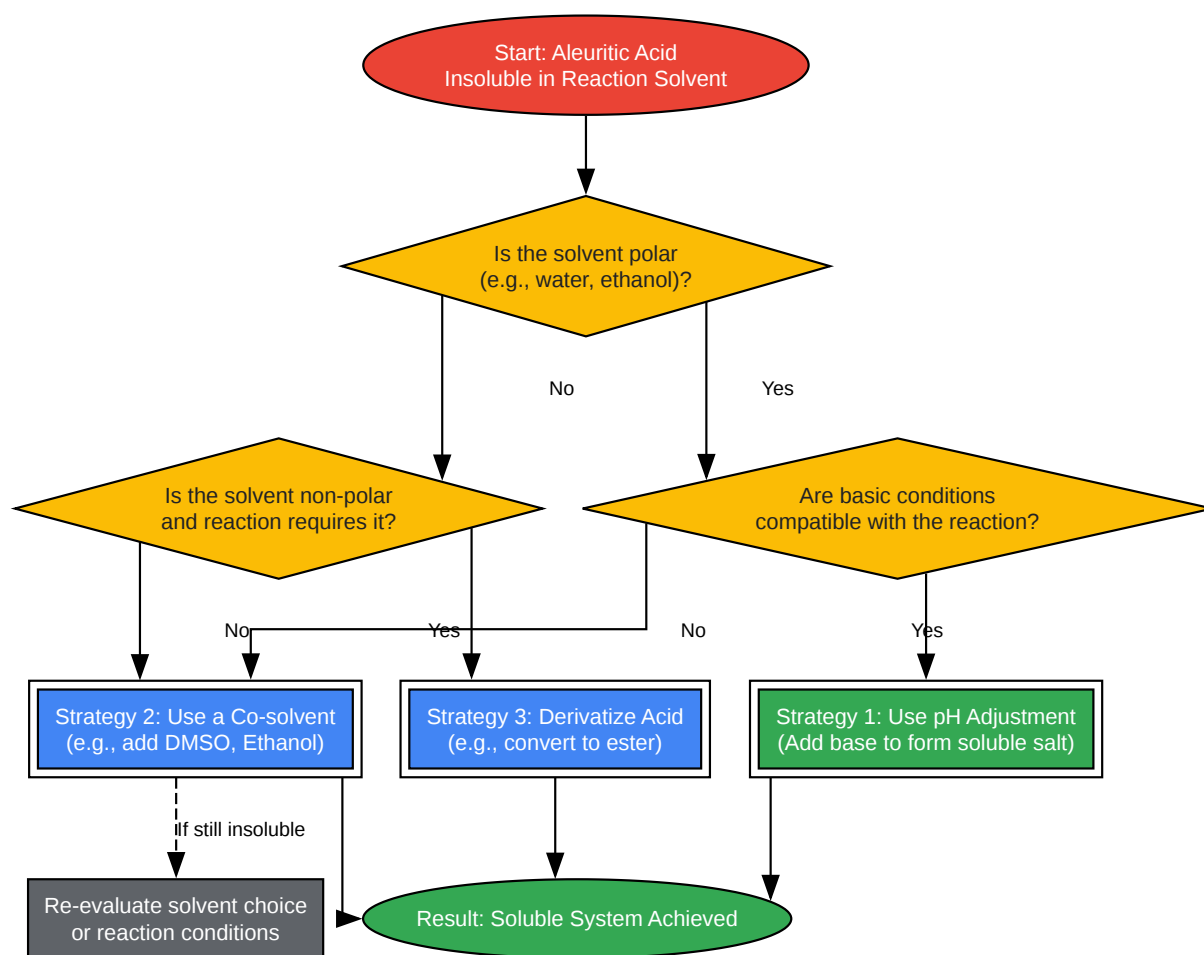 Start: Aleuritic Acid
Insoluble in Reaction Solvent
Is the solvent polar
(e.g., water, ethanol)?
No
Yes
Is the solvent non-polar
and reaction requires it?
Are basic conditions
compatible with the reaction?
No
Yes
No
Yes
Strategy 2: Use a Co-solvent
(e.g., add DMSO, Ethanol)
Strategy 3: Derivatize Acid
(e.g., convert to ester)
Strategy 1: Use pH Adjustment
(Add base to form soluble salt)
If still insoluble
Re-evaluate solvent choice
or reaction conditions
Result: Soluble System Achieved